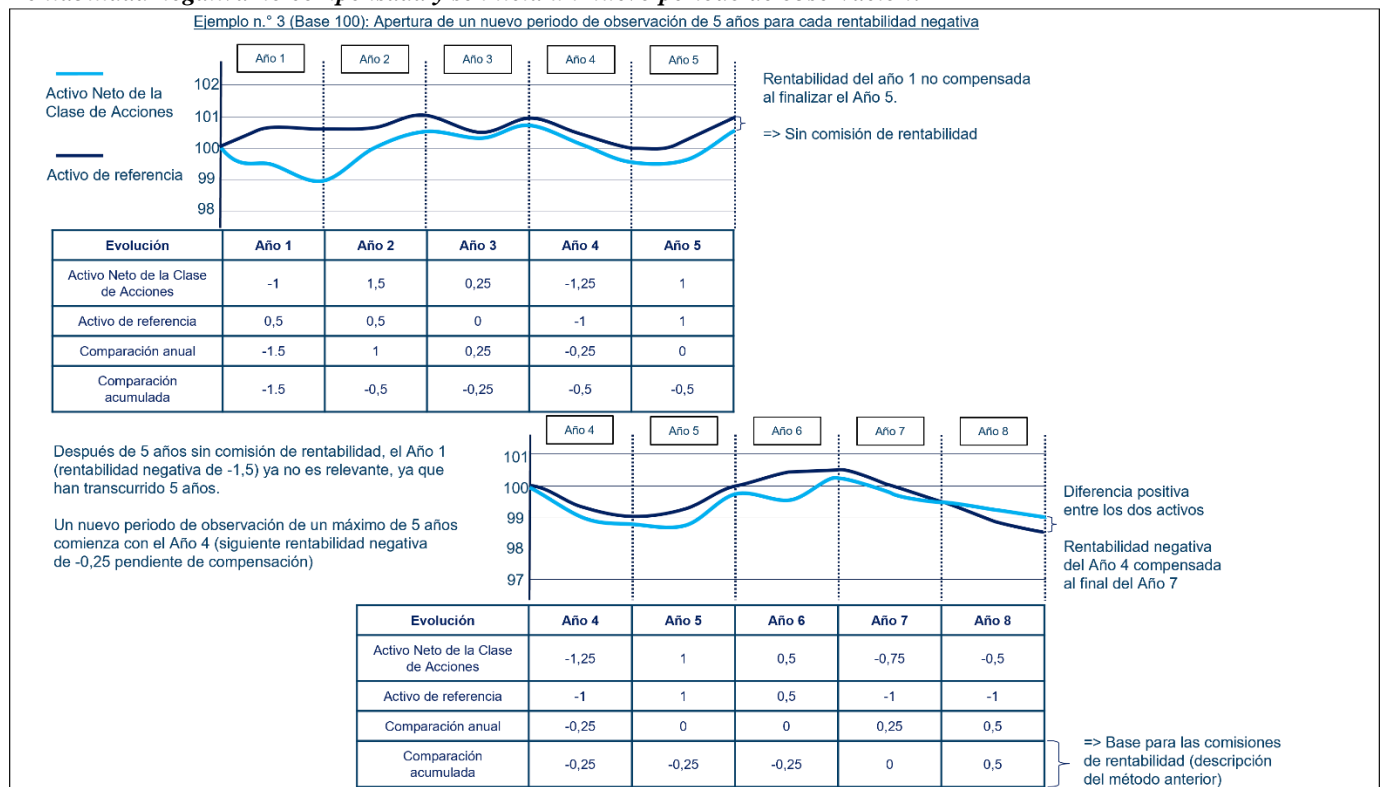 Ejemplo n.° 3 (Base 100): Apertura de un nuevo periodo de observación de 5 años para cada rentabilidad negativa
Año 1 Año 2 Año 3 Año 4 Año 5
Activo Neto de la
Clase de Acciones
Activo de referencia
102
101
100
99
98
Rentabilidad del año 1 no compensada
al finalizar el Año 5.
=> Sin comisión de rentabilidad
Evolución Año 1 Año 2 Año 3 Año 4 Año 5
Activo Neto de la Clase
de Acciones -1 1,5 0,25 -1,25 1
Activo de referencia 0,5 0,5 0 -1 1
Comparación anual -1.5 1 0,25 -0,25 0
Comparación
acumulada -1.5 -0,5 -0,25 -0,5 -0,5
Después de 5 años sin comisión de rentabilidad, el Año 1
(rentabilidad negativa de -1,5) ya no es relevante, ya que
han transcurrido 5 años.
Un nuevo periodo de observación de un máximo de 5 años
comienza con el Año 4 (siguiente rentabilidad negativa
de -0,25 pendiente de compensación)
Año 4 Año 5 Año 6 Año 7 Año 8
101
100
99
98
97
Diferencia positiva
entre los dos activos
Rentabilidad negativa
del Año 4 compensada
al final del Año 7
Evolución Año 4 Año 5 Año 6 Año 7 Año 8
Activo Neto de la Clase
de Acciones -1,25 1 0,5 -0,75 -0,5
Activo de referencia -1 1 0,5 -1 -1
Comparación anual -0,25 0 0 0,25 0,5
Comparación
acumulada -0,25 -0,25 -0,25 0 0,5
=> Base para las comisiones
de rentabilidad (descripción
del método anterior)